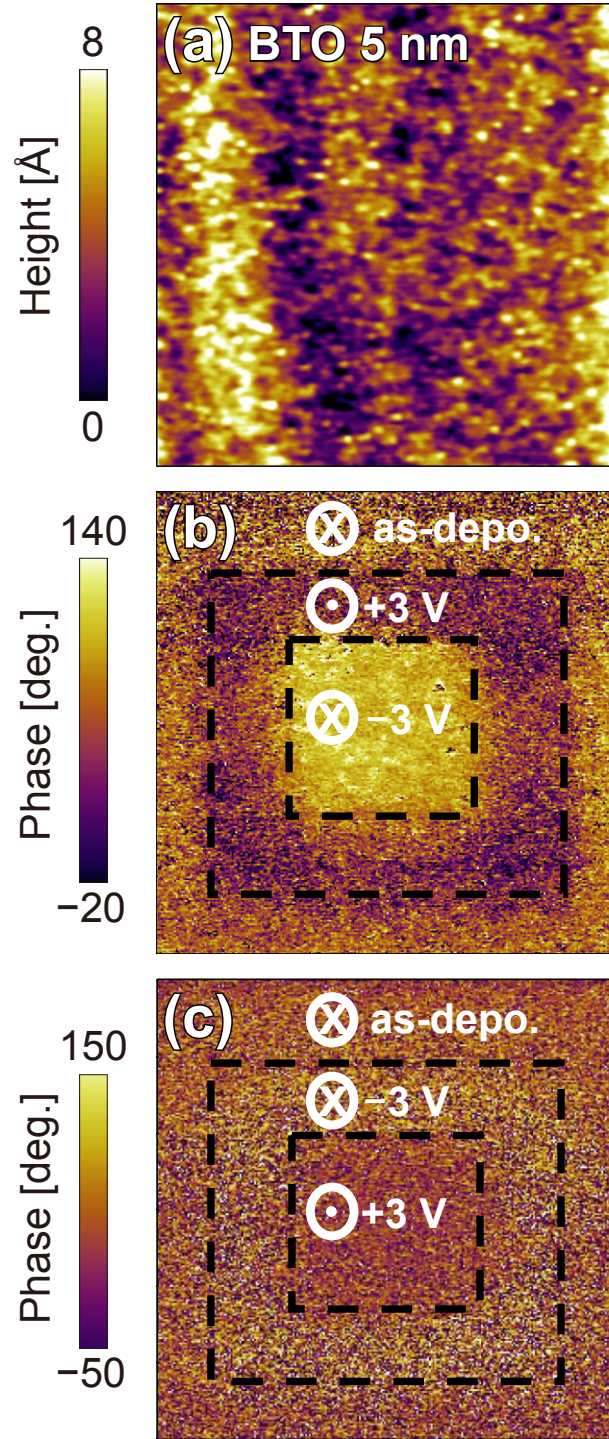 (a) BTO 5 nm
8
Height [Å]
0
(b)
as-depo.
+3 V
−3 V
140
Phase [deg.]
−20
(c)
as-depo.
−3 V
+3 V
150
Phase [deg.]
−50